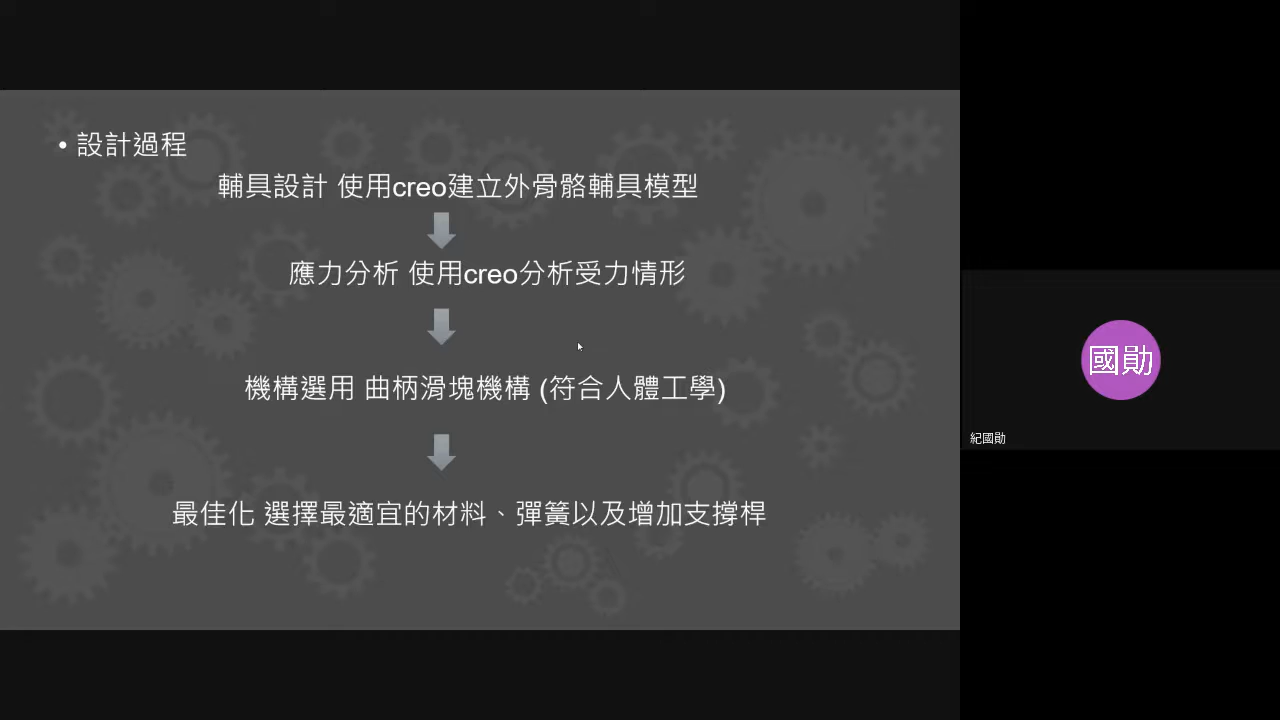 • 設計過程
輔具設計 使用creo建立外骨骼輔具模型
應力分析 使用creo分析受力情形
機構選用 曲柄滑塊機構 (符合人體工學)
最佳化 選擇最適宜的材料、彈簧以及增加支撐桿
國勛
紀國勛